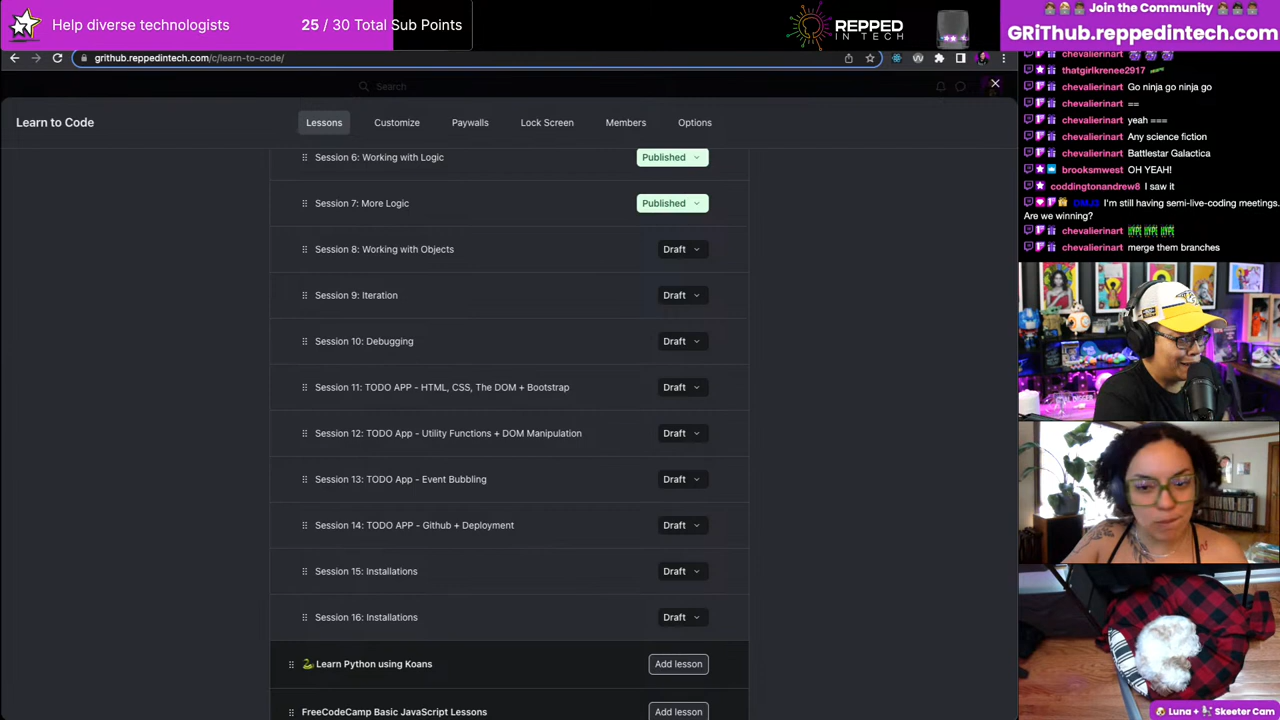 Help diverse technologists
25 / 30 Total Sub Points
REPPED
IN TECH
Join the Community
GRiThub.reppedintech.com
grithub.reppedintech.com/c/learn-to-code/
Search
Learn to Code
Lessons
Customize
Paywalls
Lock Screen
Members
Options
Session 6: Working with Logic
Published
Session 7: More Logic
Published
Session 8: Working with Objects
Draft
Session 9: Iteration
Draft
Session 10: Debugging
Draft
Session 11: TODO APP - HTML, CSS, The DOM + Bootstrap
Draft
Session 12: TODO App - Utility Functions + DOM Manipulation
Draft
Session 13: TODO App - Event Bubbling
Draft
Session 14: TODO APP - Github + Deployment
Draft
Session 15: Installations
Draft
Session 16: Installations
Draft
🐍 Learn Python using Koans
Add lesson
FreeCodeCamp Basic JavaScript Lessons
Add lesson
chevalierinart
thatgirlkrenee2917
chevalierinart Go ninja go ninja go
chevalierinart ==
chevalierinart yeah ===
chevalierinart Any science fiction
chevalierinart Battlestar Galactica
brooksmwest OH YEAH!
coddingtonandrew8 I saw it
I'm still having semi-live-coding meetings.
Are we winning?
chevalierinart HYPE HYPE HYPE
chevalierinart merge them branches
Luna + Skeeter Cam